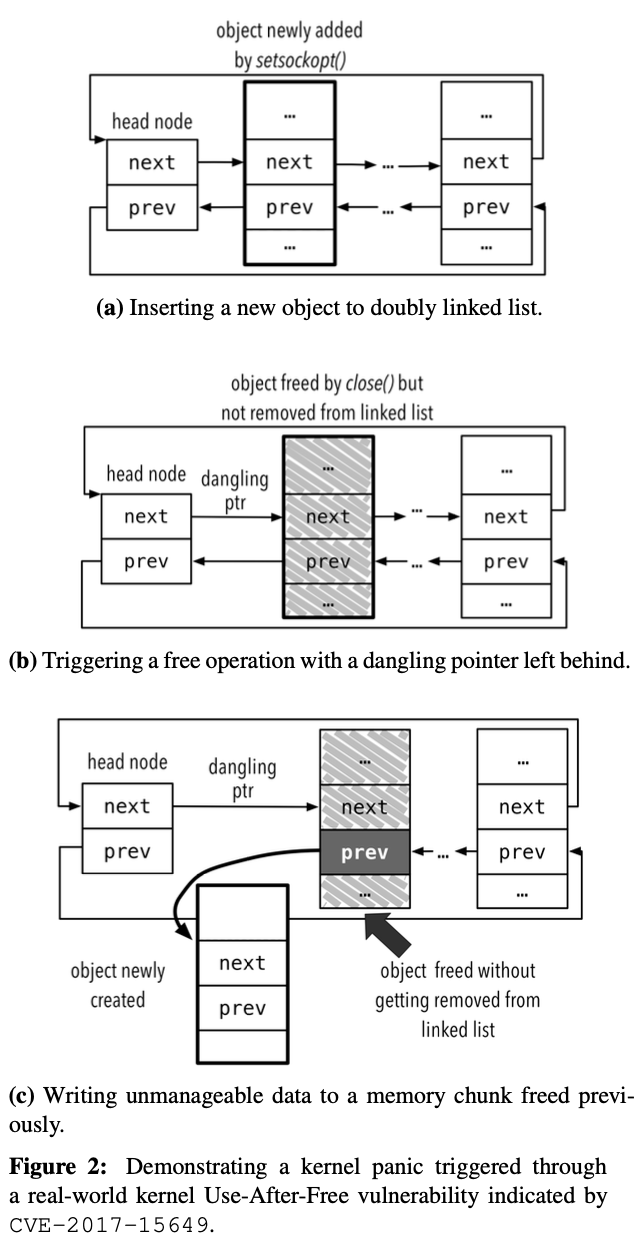 object newly added
by setsockopt()
...
...
head node
next
next
...
next
prev
prev
...
prev
...
...
(a) Inserting a new object to doubly linked list.
object freed by close() but
not removed from linked list
...
...
head node
dangling
ptr
next
next
...
next
prev
prev
...
prev
...
...
(b) Triggering a free operation with a dangling pointer left behind.
head node
dangling
ptr
...
...
next
next
next
prev
prev
...
prev
...
...
object newly
created
next
prev
object freed without
getting removed from
linked list
(c) Writing unmanageable data to a memory chunk freed previ-
ously.
Figure 2: Demonstrating a kernel panic triggered through
a real-world kernel Use-After-Free vulnerability indicated by
CVE-2017-15649.